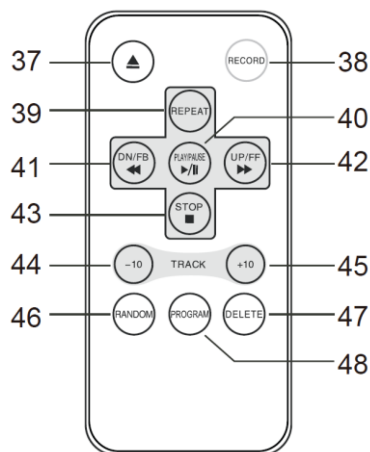 37 ▲ RECORD 38
39 REPEAT 40
41 DN/FB ◀◀ PLAY/PAUSE ▶/II UP/FF ▶▶ 42
43 STOP ■
44 −10 TRACK +10 45
46 RANDOM PROGRAM DELETE 47
48